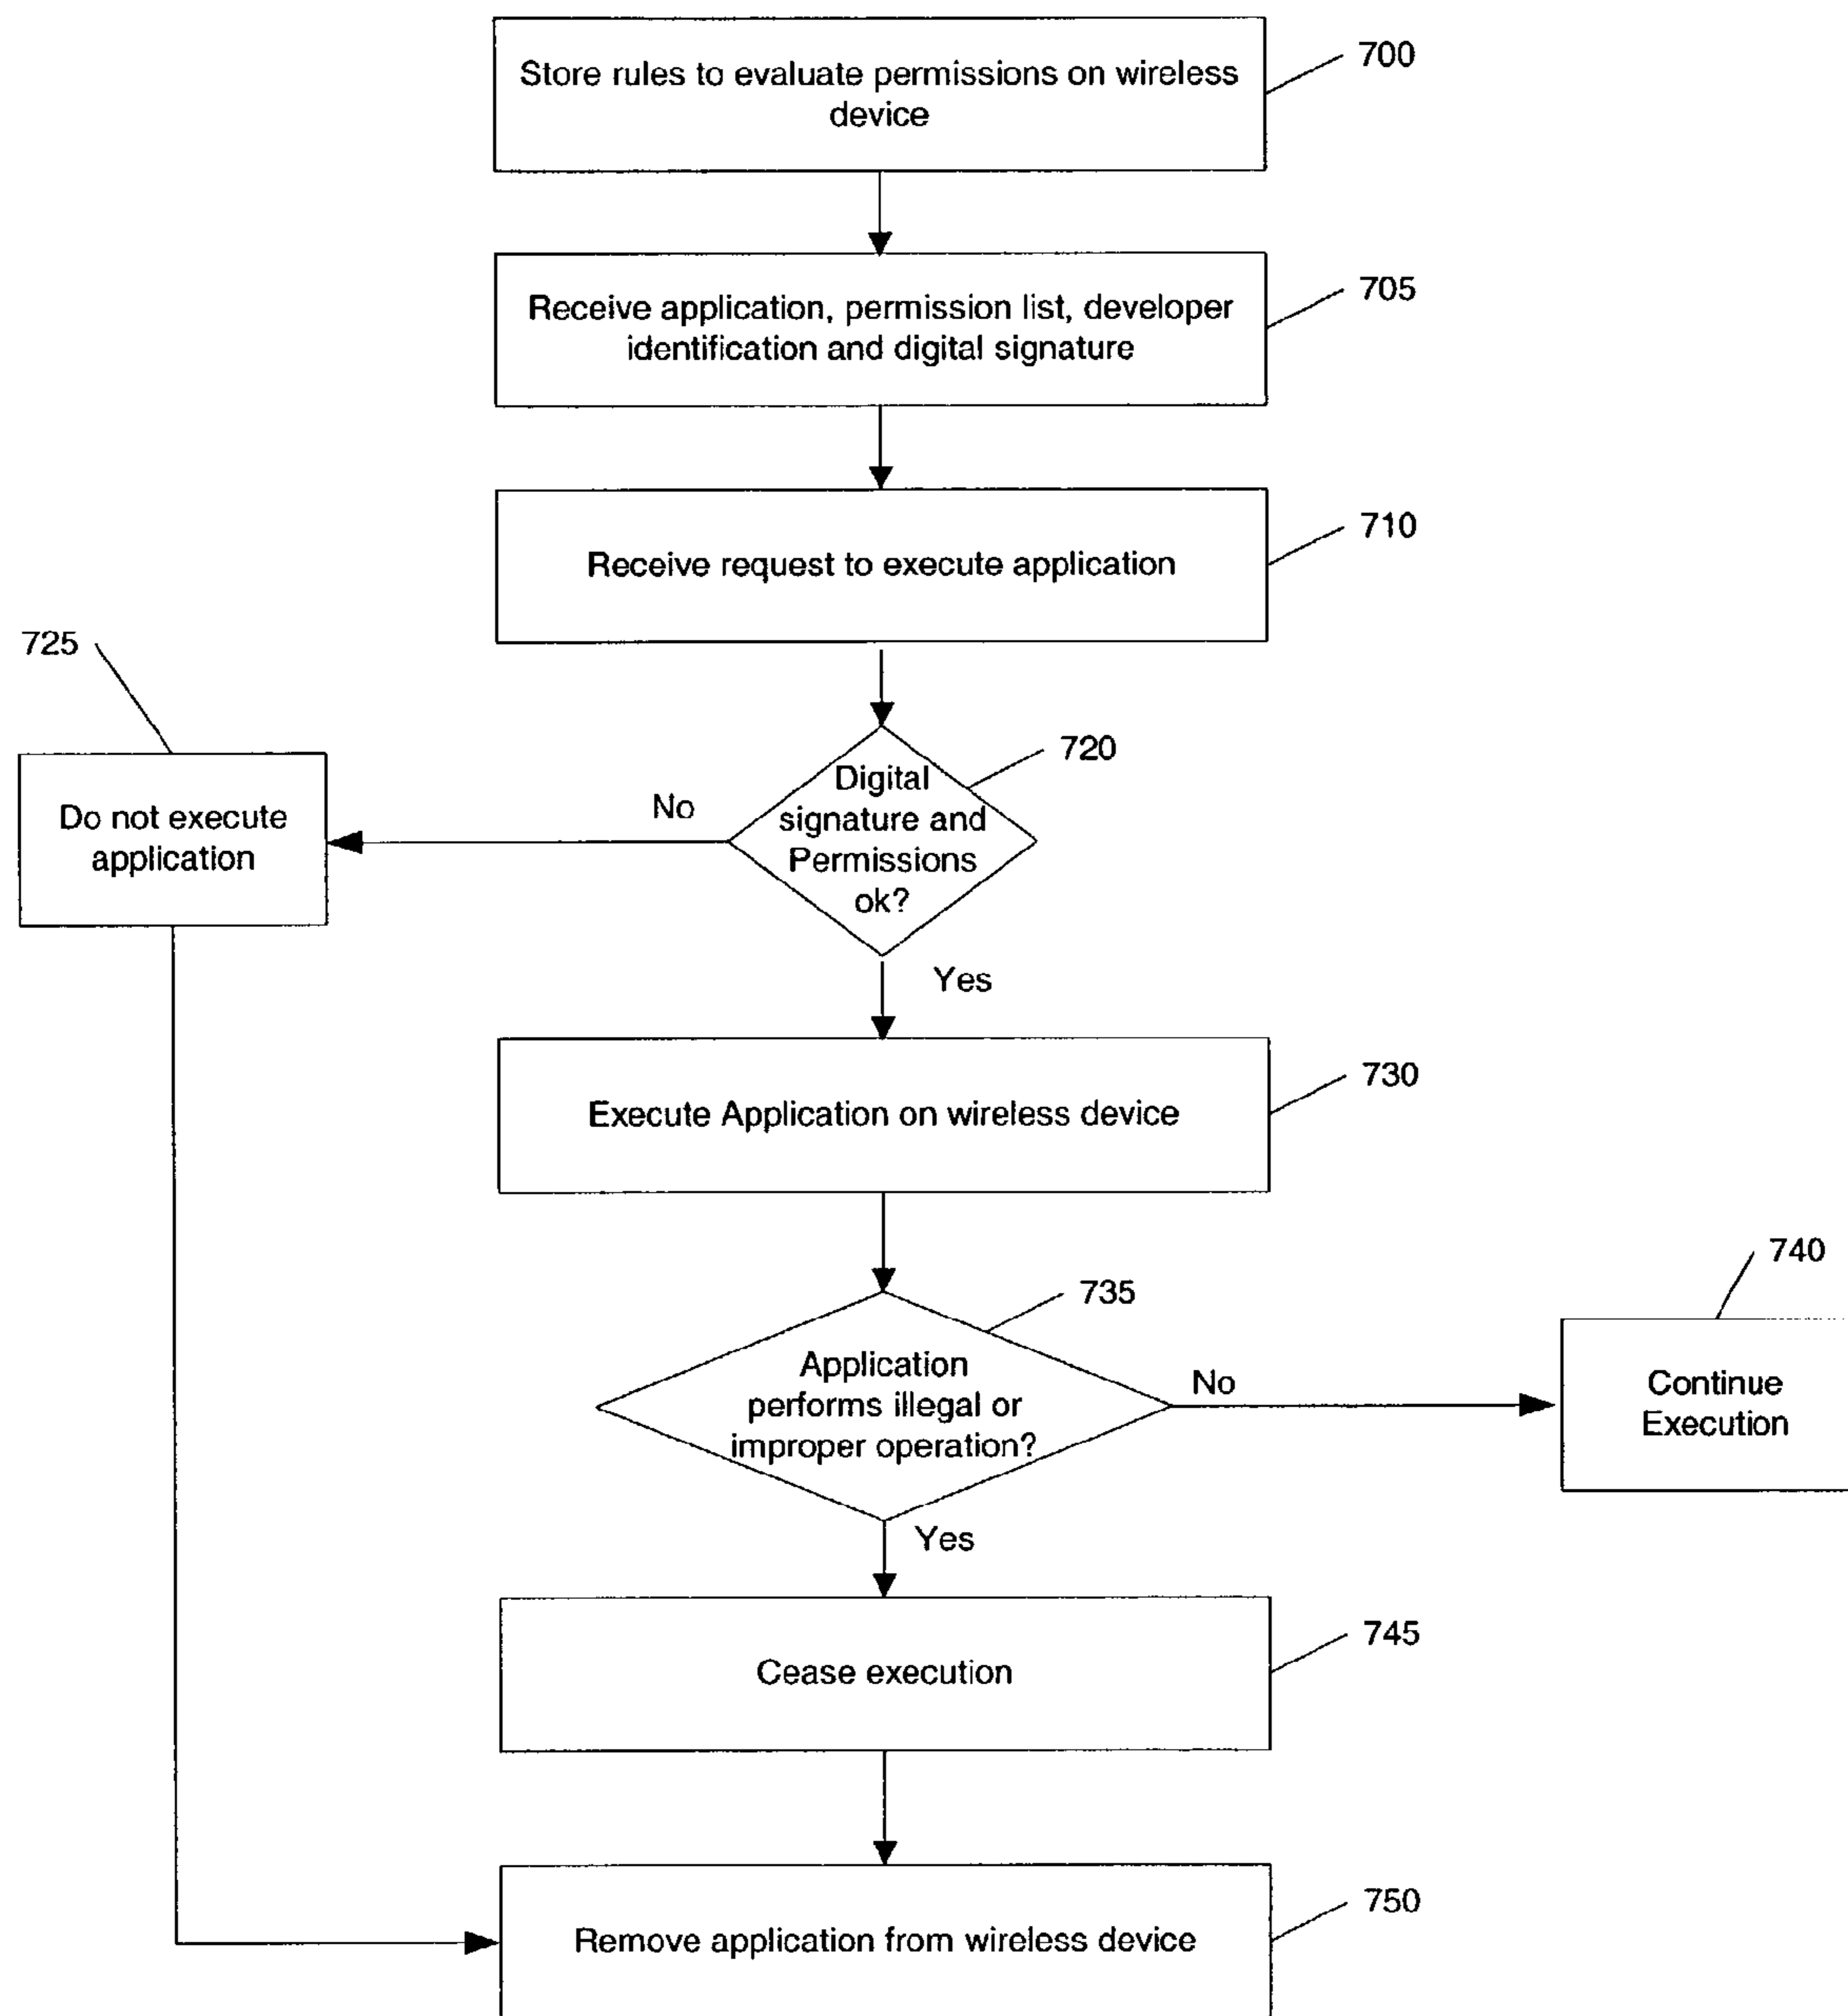 Store rules to evaluate permissions on wireless
device
700
Receive application, permission list, developer
identification and digital signature
705
Receive request to execute application
710
725
Do not execute
application
No
Digital
signature and
Permissions
ok?
720
Yes
Execute Application on wireless device
730
Application
performs illegal or
improper operation?
735
No
740
Continue
Execution
Yes
Cease execution
745
Remove application from wireless device
750